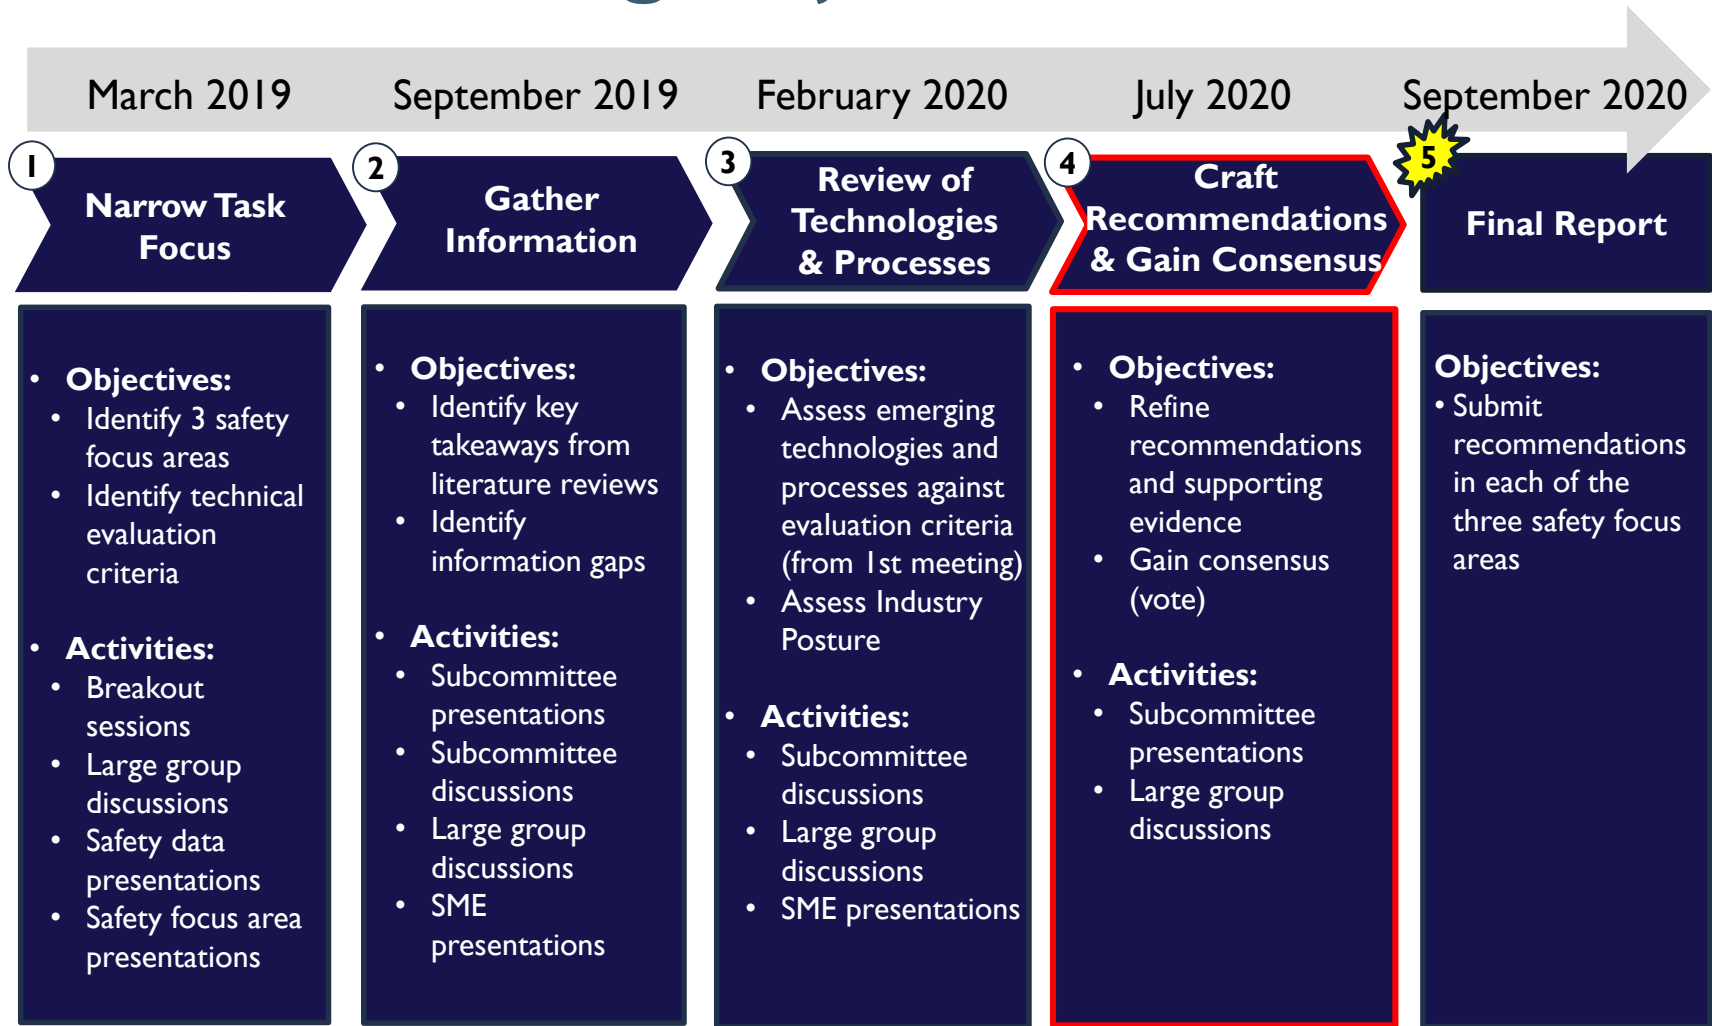 March 2019
September 2019
February 2020
July 2020
September 2020
1
Narrow Task
Focus
2
Gather
Information
3
Review of
Technologies
& Processes
4
Craft
Recommendations
& Gain Consensus
5
Final Report
• Objectives:
• Identify 3 safety
focus areas
• Identify technical
evaluation
criteria
• Activities:
• Breakout
sessions
• Large group
discussions
• Safety data
presentations
• Safety focus area
presentations
• Objectives:
• Identify key
takeaways from
literature reviews
• Identify
information gaps
• Activities:
• Subcommittee
presentations
• Subcommittee
discussions
• Large group
discussions
• SME
presentations
• Objectives:
• Assess emerging
technologies and
processes against
evaluation criteria
(from 1st meeting)
• Assess Industry
Posture
• Activities:
• Subcommittee
discussions
• Large group
discussions
• SME presentations
• Objectives:
• Refine
recommendations
and supporting
evidence
• Gain consensus
(vote)
• Activities:
• Subcommittee
presentations
• Large group
discussions
Objectives:
• Submit
recommendations
in each of the
three safety focus
areas